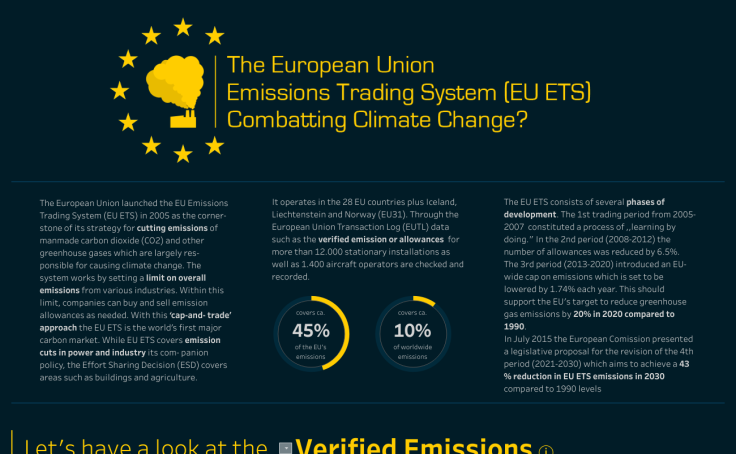 The European Union
Emissions Trading System (EU ETS)
Combatting Climate Change?
The European Union launched the EU Emissions
Trading System (EU ETS) in 2005 as the corner-
stone of its strategy for cutting emissions of
manmade carbon dioxide (CO2) and other
greenhouse gases which are largely res-
ponsible for causing climate change. The
system works by setting a limit on overall
emissions from various industries. Within this
limit, companies can buy and sell emission
allowances as needed. With this 'cap-and- trade'
approach the EU ETS is the world's first major
carbon market. While EU ETS covers emission
cuts in power and industry its com- panion
policy, the Effort Sharing Decision (ESD) covers
areas such as buildings and agriculture.
It operates in the 28 EU countries plus Iceland,
Liechtenstein and Norway (EU31). Through the
European Union Transaction Log (EUTL) data
such as the verified emission or allowances for
more than 12.000 stationary installations as
well as 1.400 aircraft operators are checked and
recorded.
covers ca.
45%
of the EU's
emissions
covers ca.
10%
of worldwide
emissions
The EU ETS consists of several phases of
development. The 1st trading period from 2005-
2007 constituted a process of „learning by
doing." In the 2nd period (2008-2012) the
number of allowances was reduced by 6.5%.
The 3rd period (2013-2020) introduced an EU-
wide cap on emissions which is set to be
lowered by 1.74% each year. This should
support the EU's target to reduce greenhouse
gas emissions by 20% in 2020 compared to
1990.
In July 2015 the European Comission presented
a legislative proposal for the revision of the 4th
period (2021-2030) which aims to achieve a 43
% reduction in EU ETS emissions in 2030
compared to 1990 levels
Let's have a look at the Verified Emissions